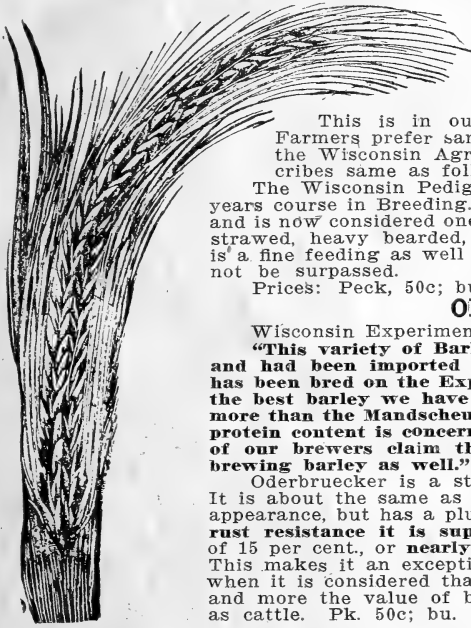 This is in ou
Farmers prefer sam
the Wisconsin Agr
cribes same as fol
The Wisconsin Pedig
years course in Breeding.
and is now considered one
strawed, heavy bearded,
is a fine feeding as well
not be surpassed.
Prices: Peck, 50c; bu
O
Wisconsin Experimen
“This variety of Barl
and had been imported
has been bred on the Exp
the best barley we have
more than the Mandscheu
protein content is concern
of our brewers claim th
brewing barley as well.”
Oderbruecker is a st
It is about the same as
appearance, but has a plu
rust resistance it is sup
of 15 per cent., or nearly
This makes it an excepti
when it is considered tha
and more the value of b
as cattle. Pk. 50c; bu.